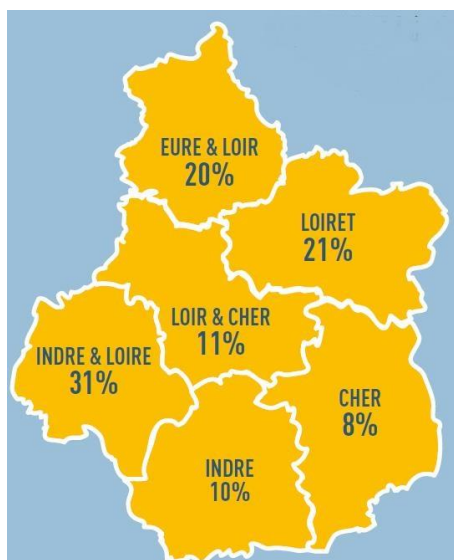 EURE & LOIR
20%
LOIRET
21%
LOIR & CHER
11%
INDRE & LOIRE
31%
CHER
8%
INDRE
10%